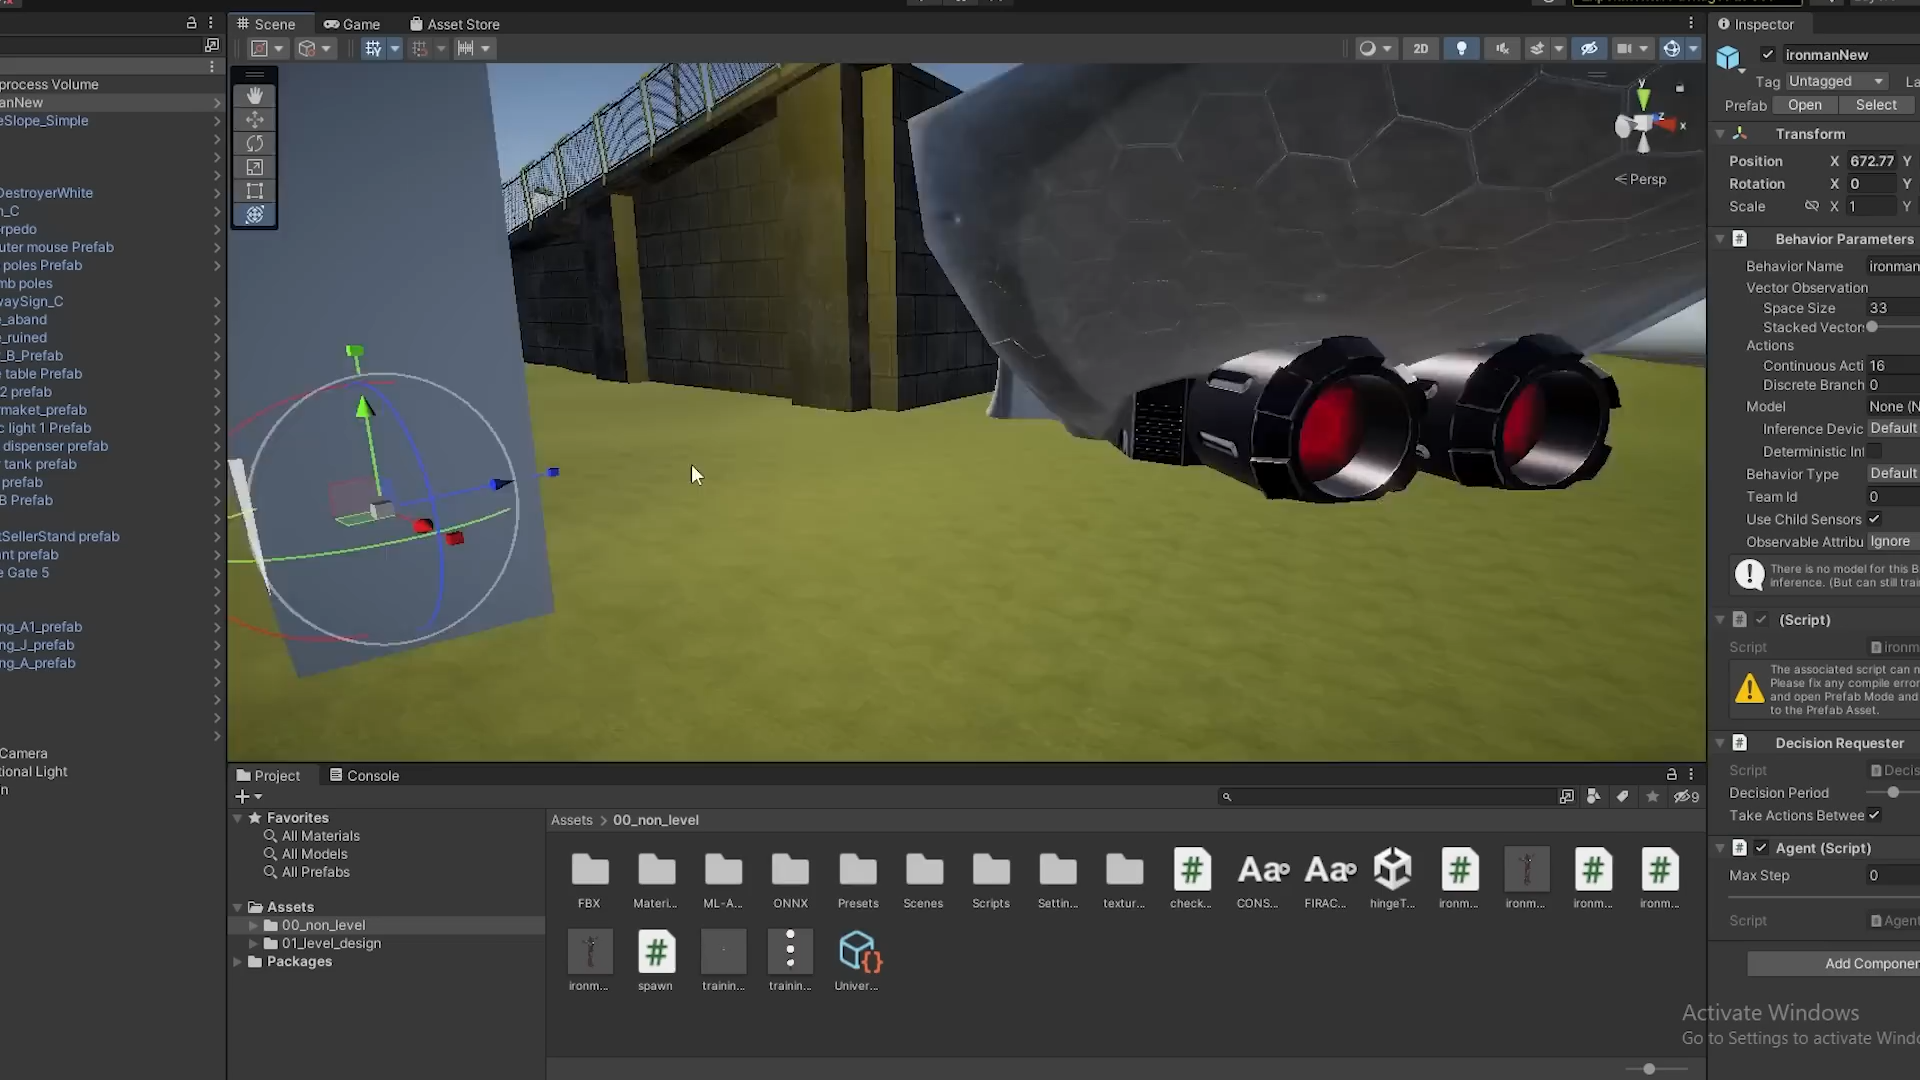 Scene
Game
Asset Store
Inspector
2D
process Volume
anNew
eSlope_Simple
DestroyerWhite
n_C
rpedo
uter mouse Prefab
poles Prefab
mb poles
waySign_C
e_aband
e_ruined
r_B_Prefab
e table Prefab
2 prefab
rmaket_prefab
c light 1 Prefab
dispenser prefab
r tank prefab
prefab
B Prefab
tSellerStand prefab
ant prefab
e Gate 5
ng_A1_prefab
ng_J_prefab
ng_A_prefab
Camera
ional Light
n
y
z
x
Persp
ironmanNew
Tag Untagged La
Prefab Open Select
Transform
Position X 672.77 Y
Rotation X 0 Y
Scale X 1 Y
Behavior Parameters
Behavior Name ironman
Vector Observation
Space Size 33
Stacked Vector
Actions
Continuous Acti 16
Discrete Branch 0
Model None (N
Inference Devic Default
Deterministic In
Behavior Type Default
Team Id 0
Use Child Sensors
Observable Attribu Ignore
There is no model for this B
inference. (But can still trai
(Script)
Script ironm
The associated script can n
Please fix any compile error
and open Prefab Mode and
to the Prefab Asset.
Decision Requester
Script Decis
Decision Period
Take Actions Betwee
Agent (Script)
Max Step 0
Script Agent
Add Componen
Project
Console
9
Favorites
All Materials
All Models
All Prefabs
Assets
00_non_level
01_level_design
Packages
Assets > 00_non_level
FBX
Materi...
ML-A...
ONNX
Presets
Scenes
Scripts
Settin...
textur...
check...
CONS...
FIRAC...
hingeT...
ironm...
ironm...
ironm...
ironm...
ironm...
spawn
trainin...
trainin...
Univer...
Activate Windows
Go to Settings to activate Windo